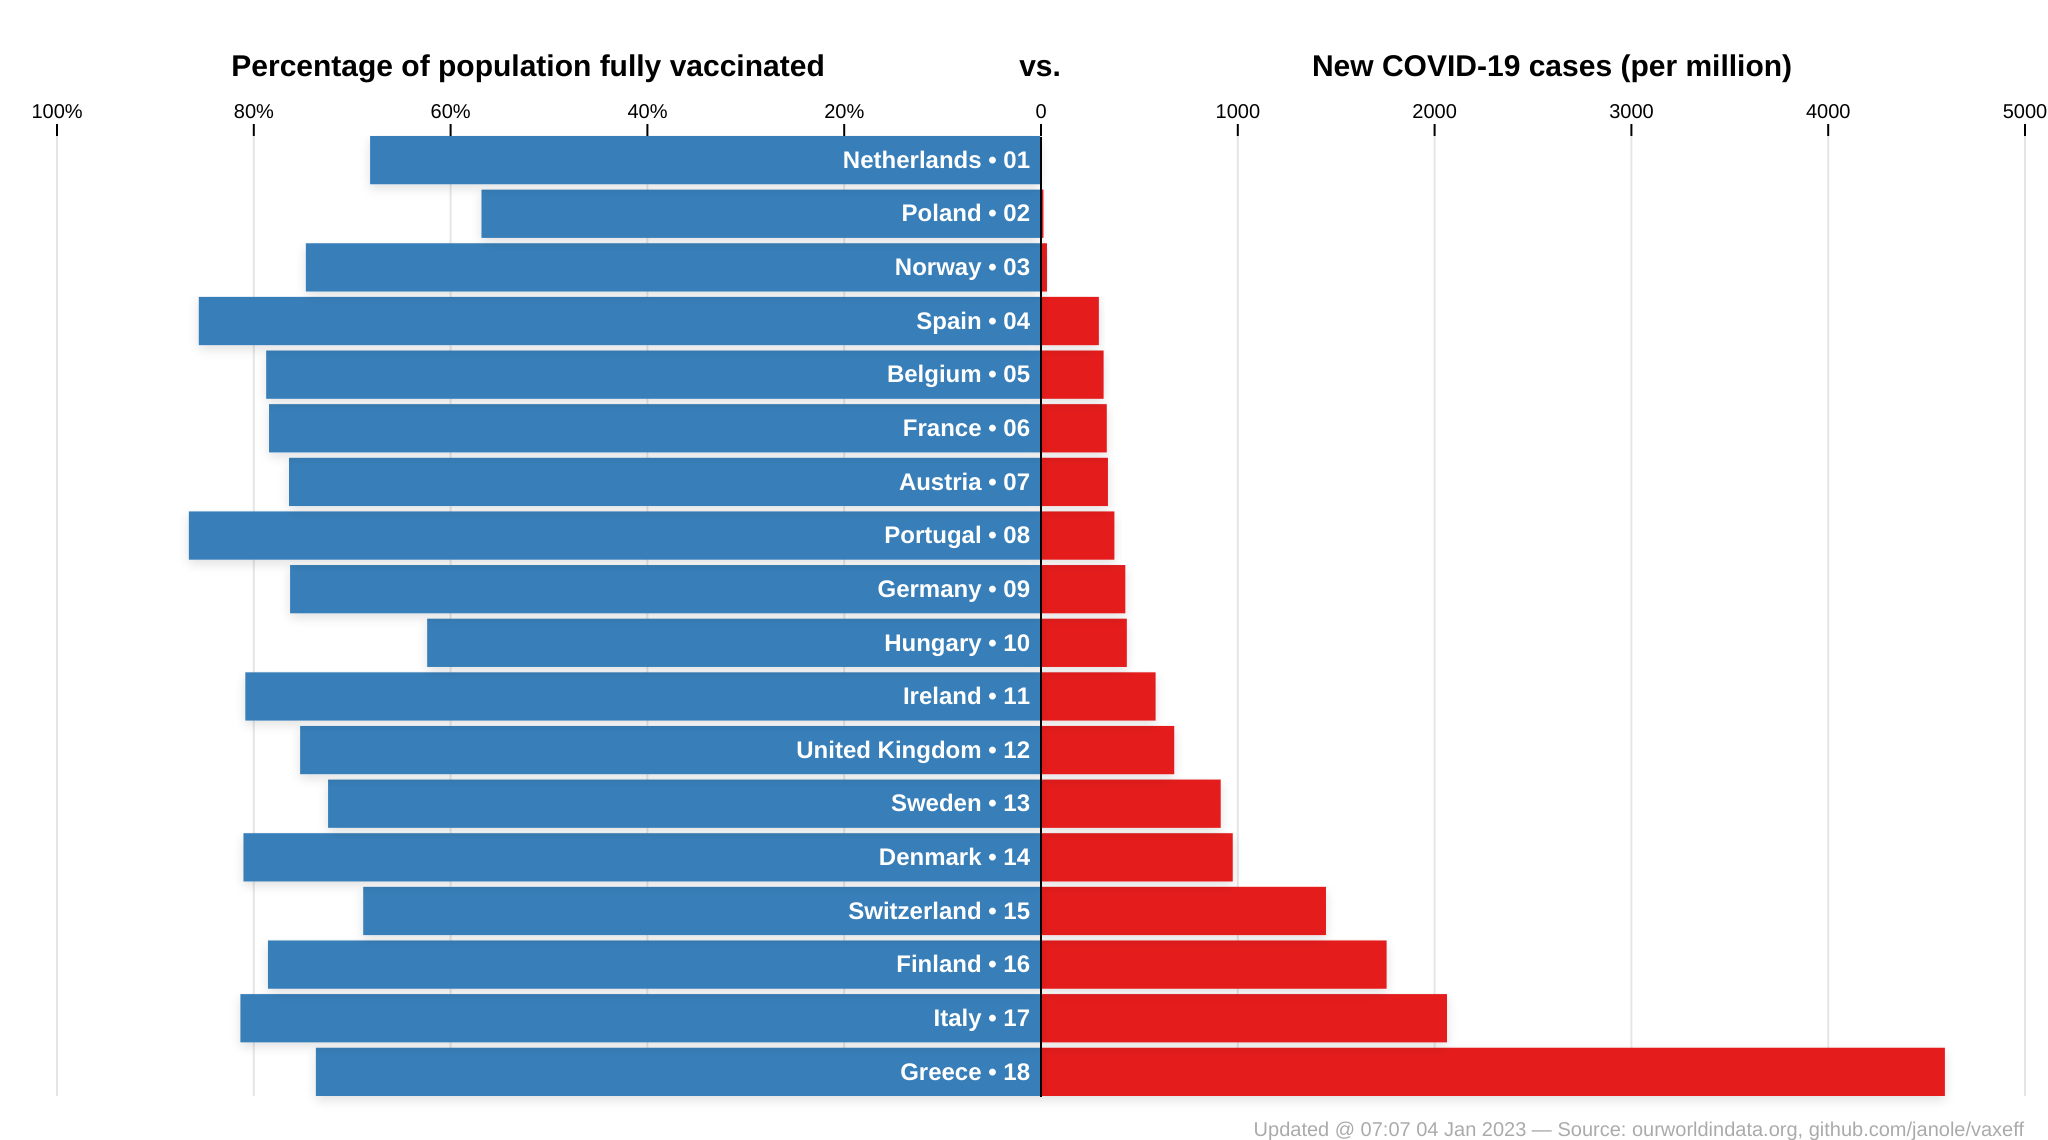 Percentage of population fully vaccinated vs. New COVID-19 cases (per million)
100% 80% 60% 40% 20% 0 1000 2000 3000 4000 5000
Netherlands • 01
Poland • 02
Norway • 03
Spain • 04
Belgium • 05
France • 06
Austria • 07
Portugal • 08
Germany • 09
Hungary • 10
Ireland • 11
United Kingdom • 12
Sweden • 13
Denmark • 14
Switzerland • 15
Finland • 16
Italy • 17
Greece • 18
Updated @ 07:07 04 Jan 2023 — Source: ourworldindata.org, github.com/janole/vaxeff